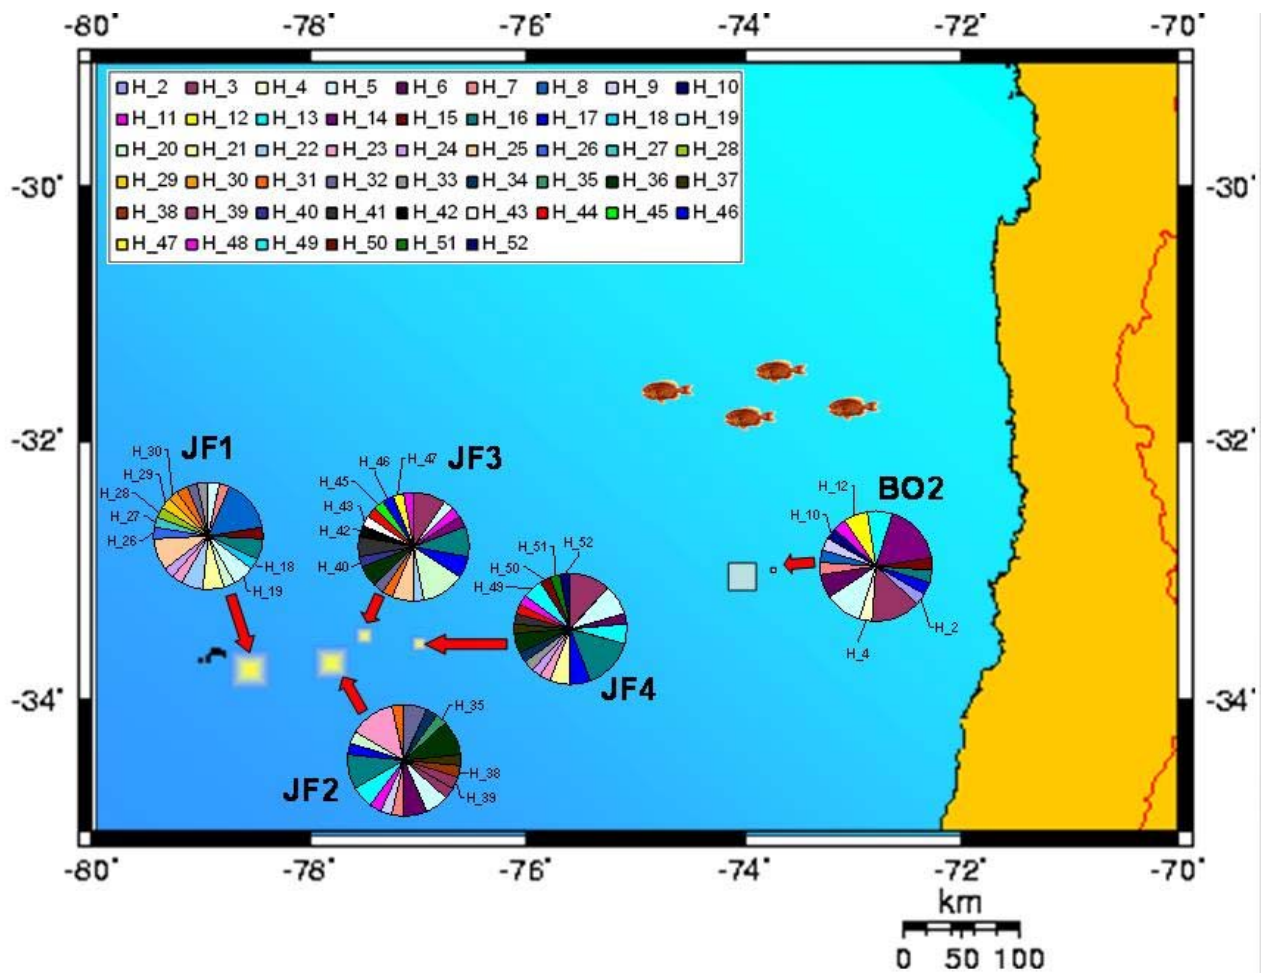 -80° -78° -76° -74° -72° -70°
H_2 H_3 H_4 H_5 H_6 H_7 H_8 H_9 H_10
H_11 H_12 H_13 H_14 H_15 H_16 H_17 H_18 H_19
H_20 H_21 H_22 H_23 H_24 H_25 H_26 H_27 H_28
H_29 H_30 H_31 H_32 H_33 H_34 H_35 H_36 H_37
H_38 H_39 H_40 H_41 H_42 H_43 H_44 H_45 H_46
H_47 H_48 H_49 H_50 H_51 H_52
-30° -30°
-32° -32°
JF1
H_30
H_29
H_28
H_27
H_26
H_18
H_19
JF3
H_47
H_46
H_45
H_43
H_42
H_40
BO2
H_12
H_10
H_2
H_4
H_52
H_51
H_50
H_49
JF4
-34° -34°
JF2
H_35
H_38
H_39
-80° -78° -76° -74° -72° -70°
km
0 50 100